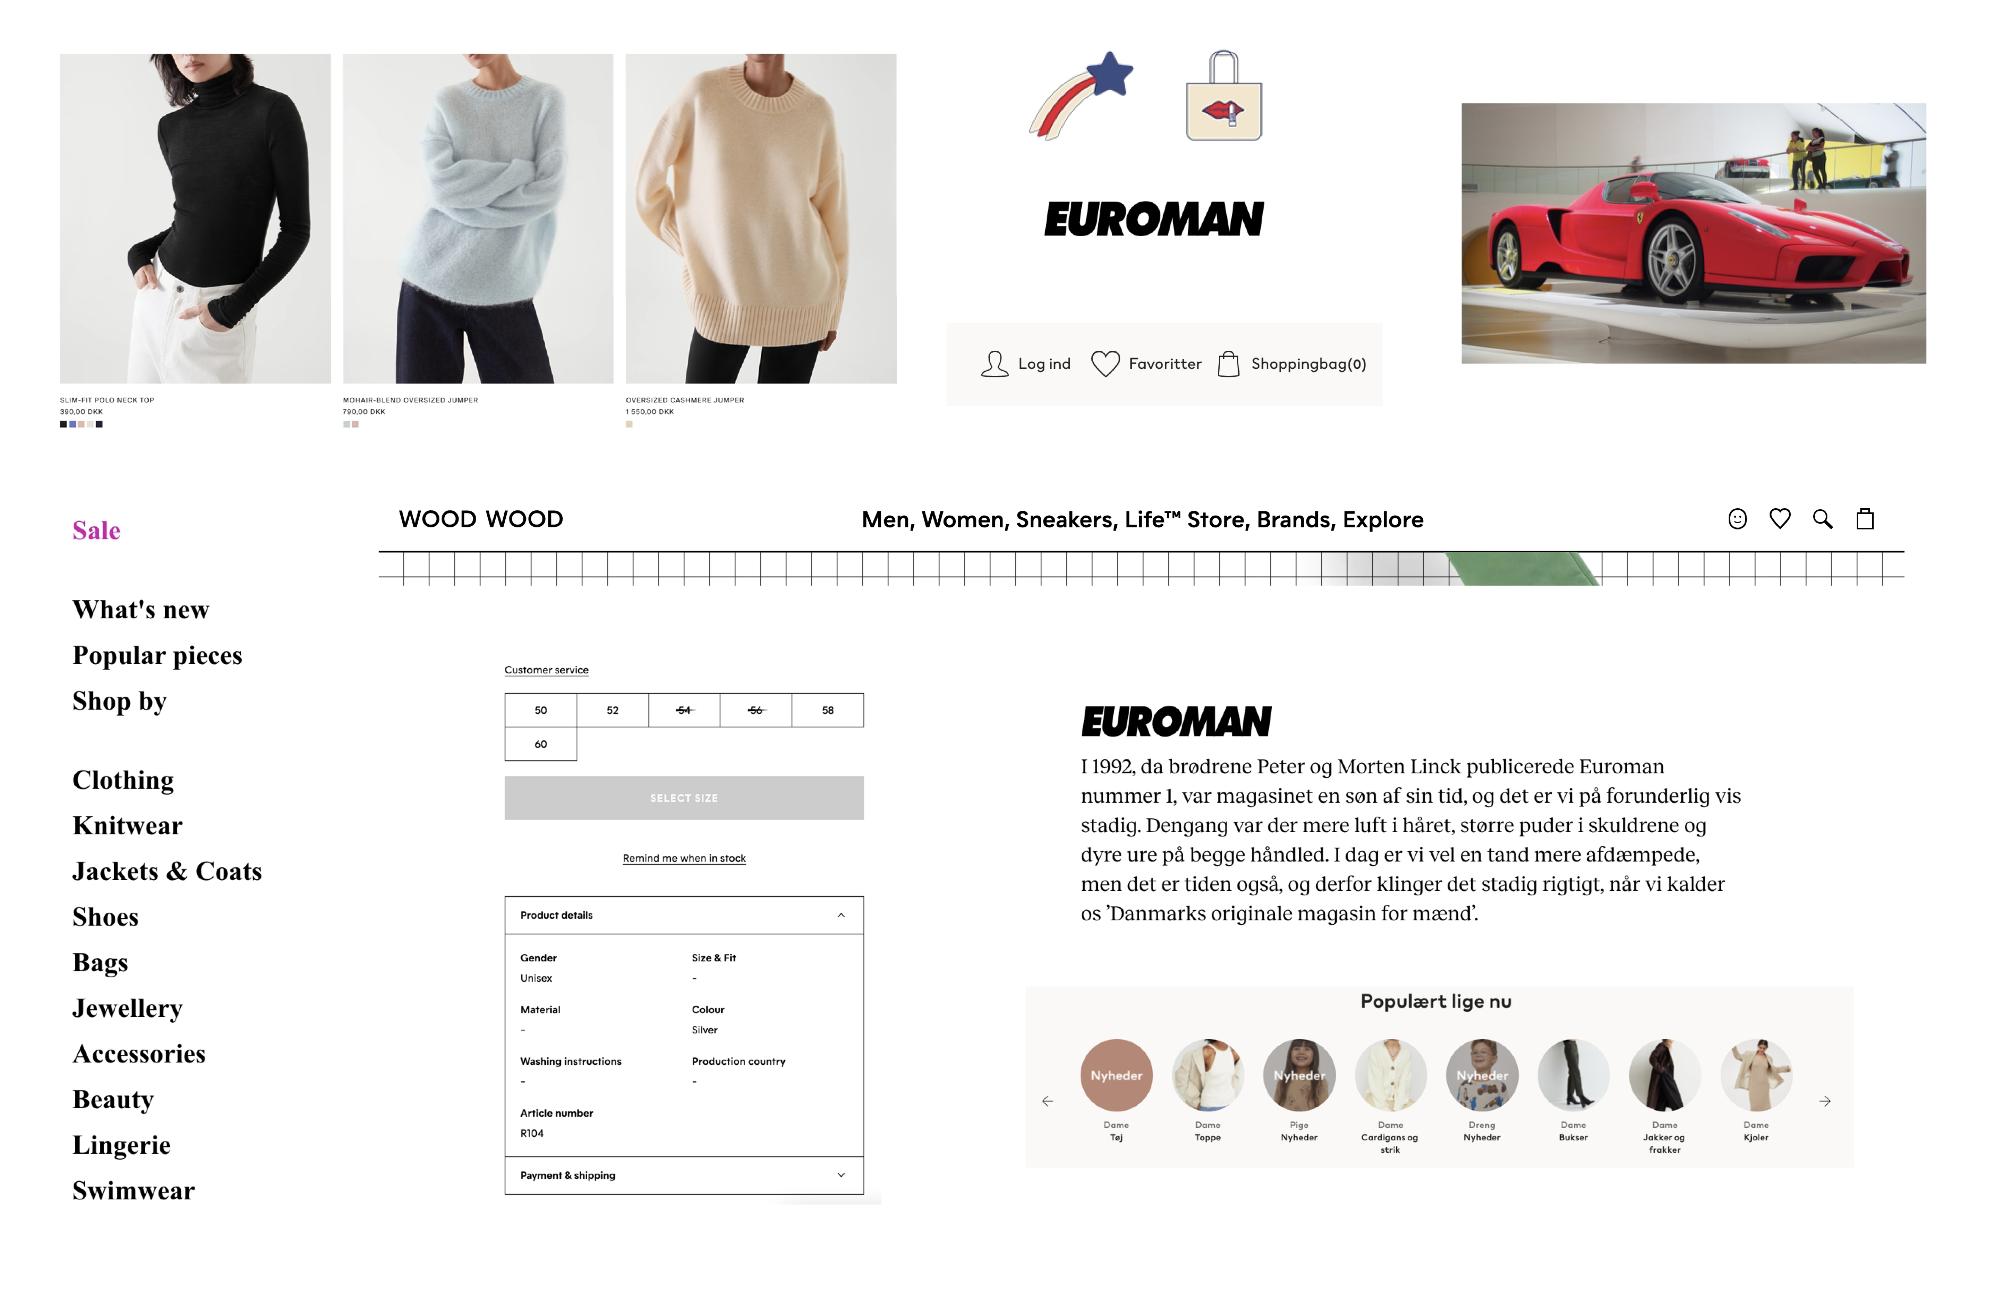 SLIM-FIT POLO NECK TOP
390,00 DKK
MOHAIR-BLEND OVERSIZED JUMPER
790,00 DKK
OVERSIZED CASHMERE JUMPER
1 550,00 DKK
EUROMAN
Log ind Favoritter Shoppingbag(0)
Sale
What's new
Popular pieces
Shop by
Clothing
Knitwear
Jackets & Coats
Shoes
Bags
Jewellery
Accessories
Beauty
Lingerie
Swimwear
WOOD WOOD Men, Women, Sneakers, Life™ Store, Brands, Explore
Customer service
50 52 54 56 58
60
SELECT SIZE
Remind me when in stock
Product details
Gender Size & Fit
Unisex -
Material Colour
- Silver
Washing instructions Production country
- -
Article number
R104
Payment & shipping
EUROMAN
I 1992, da brødrene Peter og Morten Linck publicerede Euroman
nummer 1, var magasinet en søn af sin tid, og det er vi på forunderlig vis
stadig. Dengang var der mere luft i håret, større puder i skuldrene og
dyre ure på begge håndled. I dag er vi vel en tand mere afdæmpede,
men det er tiden også, og derfor klinger det stadig rigtigt, når vi kalder
os ’Danmarks originale magasin for mænd’.
Populært lige nu
Nyheder Nyheder Nyheder
Dame Dame Pige Dame Dreng Dame Dame Dame
Tøj Toppe Nyheder Cardigans og Nyheder Bukser Jakker og Kjoler
strik frakker